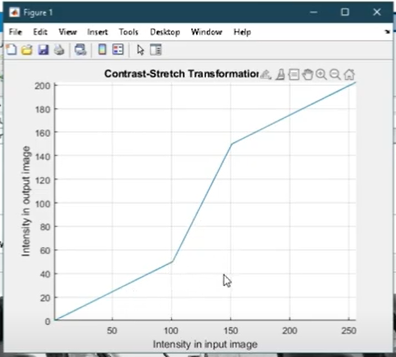 Figure 1
File Edit View Insert Tools Desktop Window Help
Contrast-Stretch Transformation
200
180
160
140
120
100
80
60
40
20
0
50 100 150 200 250
Intensity in output image
Intensity in input image